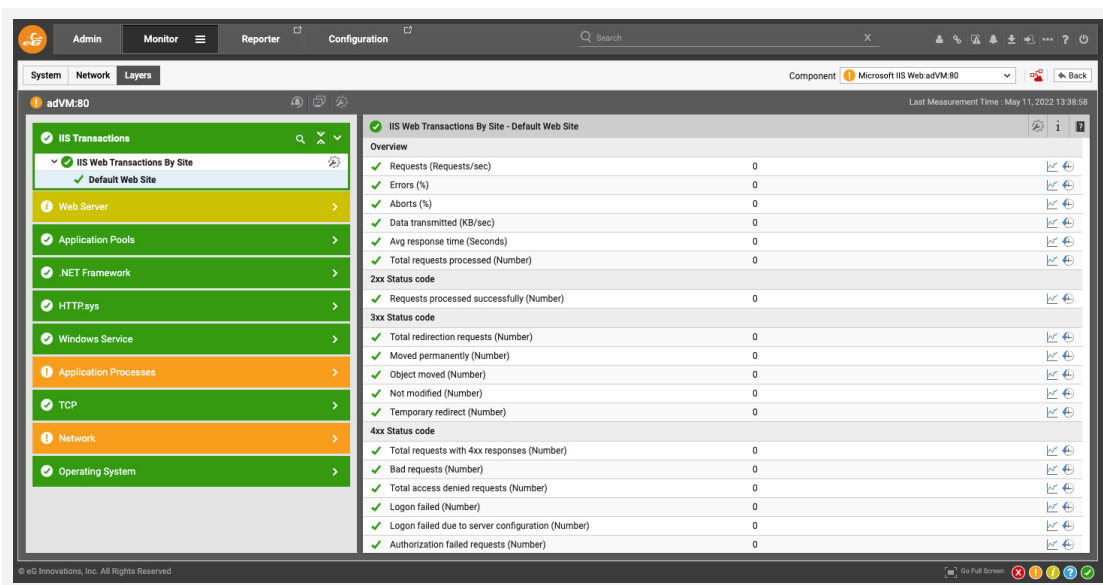 Admin Monitor Reporter Configuration Search X
System Network Layers Component Microsoft IIS Web:adVM:80 Back
adVM:80 Last Measurement Time : May 11, 2022 13:38:58
IIS Transactions
IIS Web Transactions By Site
Default Web Site
Web Server
Application Pools
.NET Framework
HTTP.sys
Windows Service
Application Processes
TCP
Network
Operating System
IIS Web Transactions By Site - Default Web Site
Overview
Requests (Requests/sec) 0
Errors (%) 0
Aborts (%) 0
Data transmitted (KB/sec) 0
Avg response time (Seconds) 0
Total requests processed (Number) 0
2xx Status code
Requests processed successfully (Number) 0
3xx Status code
Total redirection requests (Number) 0
Moved permanently (Number) 0
Object moved (Number) 0
Not modified (Number) 0
Temporary redirect (Number) 0
4xx Status code
Total requests with 4xx responses (Number) 0
Bad requests (Number) 0
Total access denied requests (Number) 0
Logon failed (Number) 0
Logon failed due to server configuration (Number) 0
Authorization failed requests (Number) 0
© eG Innovations, Inc. All Rights Reserved Go Full Screen